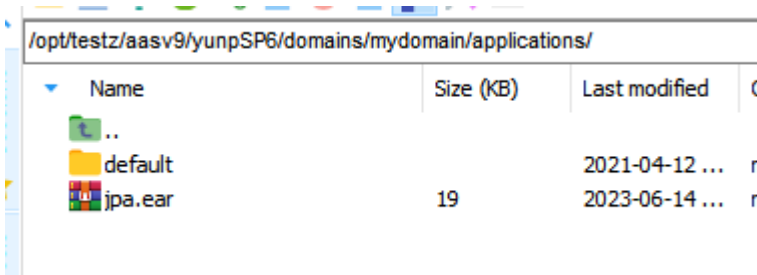 /opt/testz/aasv9/yunpSP6/domains/mydomain/applications/
Name Size (KB) Last modified
..
default 2021-04-12 ...
jpa.ear 19 2023-06-14 ...